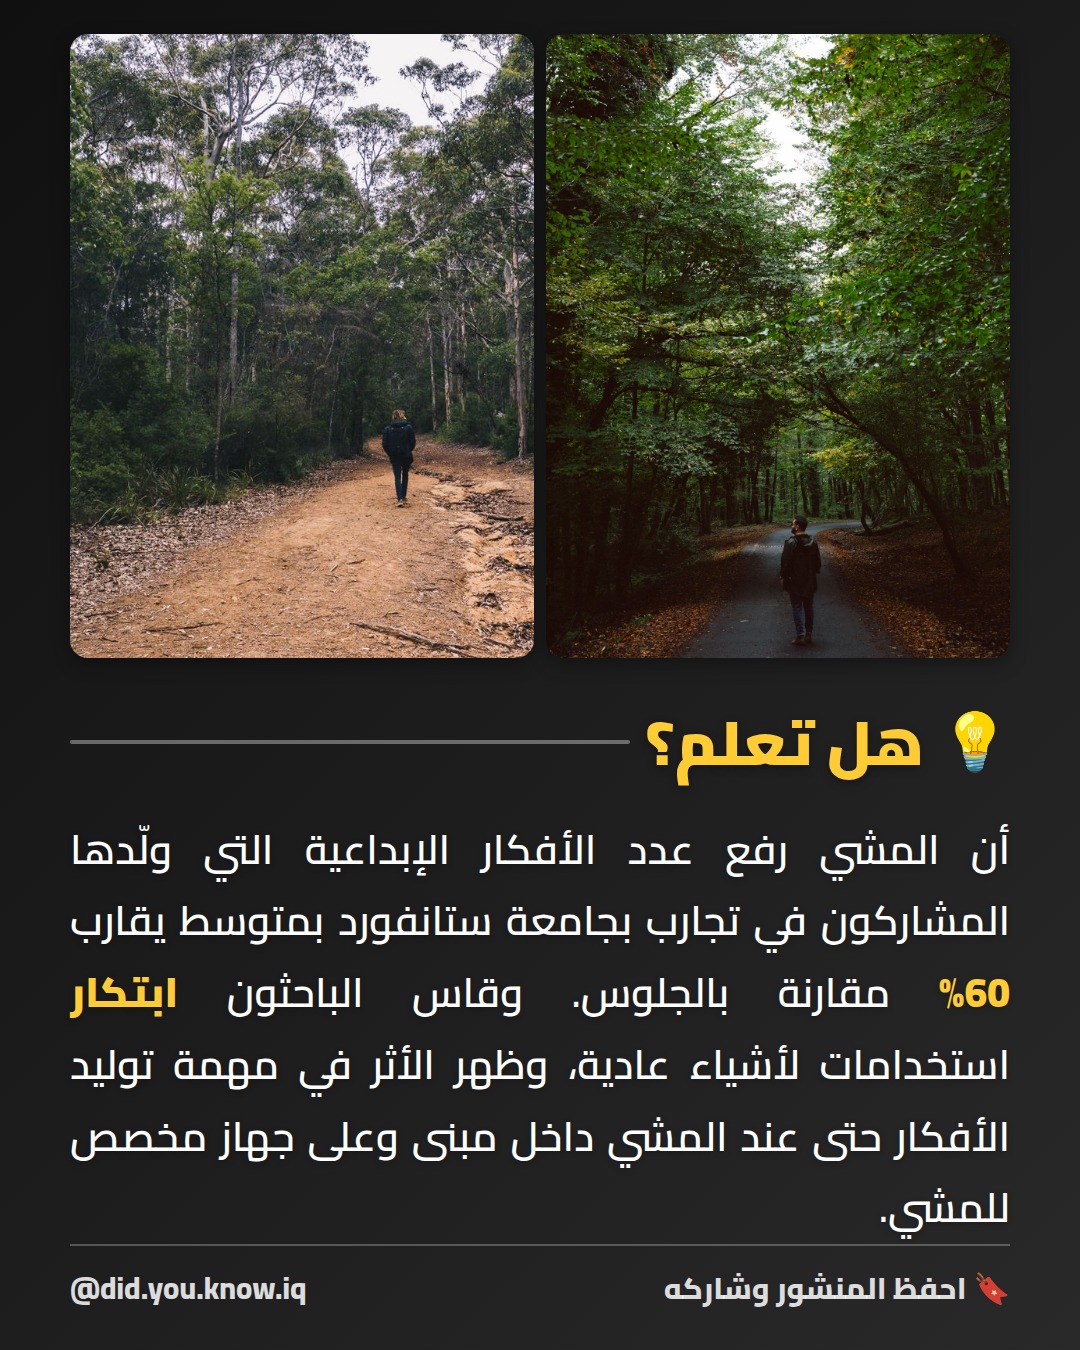 هل تعلم؟
أن المشي رفع عدد الأفكار الإبداعية التي ولّدها
المشاركون في تجارب بجامعة ستانفورد بمتوسط يقارب
60% مقارنة بالجلوس. وقاس الباحثون ابتكار
استخدامات لأشياء عادية، وظهر الأثر في مهمة توليد
الأفكار حتى عند المشي داخل مبنى وعلى جهاز مخصص
للمشي.
احفظ المنشور وشاركه
@did.you.know.iq